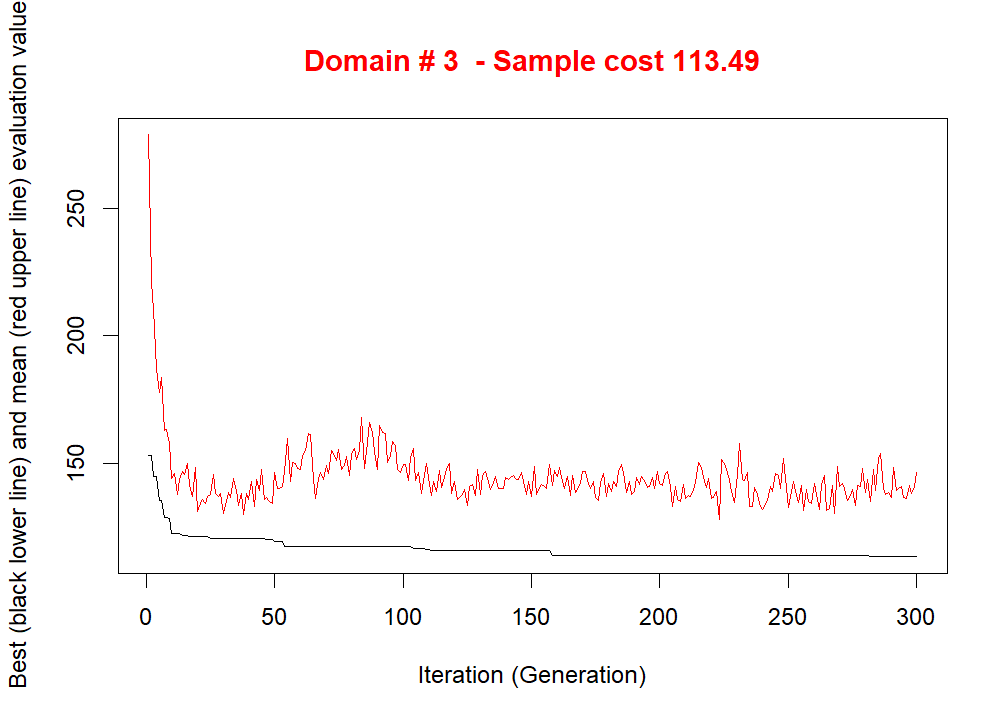 Domain # 3  - Sample cost 113.49
Best (black lower line) and mean (red upper line) evaluation value
250
200
150
0 50 100 150 200 250 300
Iteration (Generation)